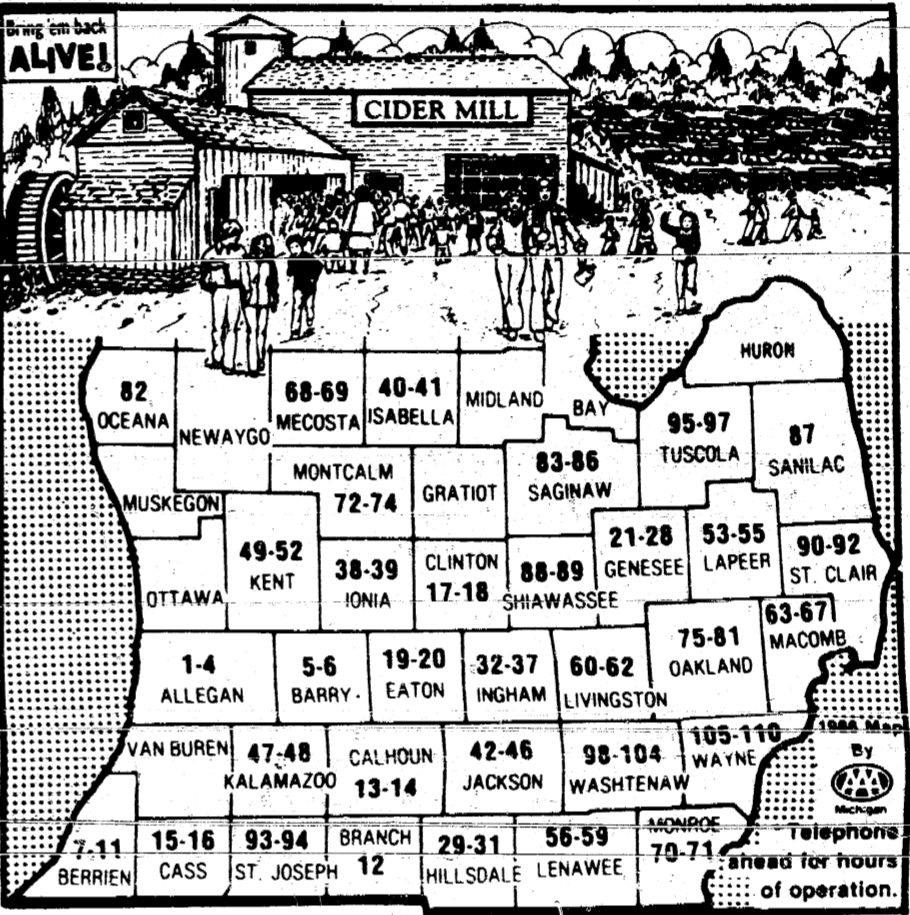 Bring 'em back
ALIVE!
CIDER MILL
HURON
82
OCEANA
NEWAYGO
68-69
MECOSTA
40-41
ISABELLA
MIDLAND
BAY
95-97
TUSCOLA
87
SANILAC
MUSKEGON
MONTCALM
72-74
GRATIOT
83-86
SAGINAW
OTTAWA
49-52
KENT
38-39
IONIA
CLINTON
17-18
88-89
SHIAWASSEE
21-28
GENESEE
53-55
LAPEER
90-92
ST. CLAIR
1-4
ALLEGAN
5-6
BARRY
19-20
EATON
32-37
INGHAM
60-62
LIVINGSTON
75-81
OAKLAND
63-67
MACOMB
VAN BUREN
47-48
KALAMAZOO
CALHOUN
13-14
42-46
JACKSON
98-104
WASHTENAW
105-110
WAYNE
1986 Map
By
AAA
Michigan
7-11
BERRIEN
15-16
CASS
93-94
ST. JOSEPH
BRANCH
12
29-31
HILLSDALE
56-59
LENAWEE
MONROE
70-71
Telephone
ahead for hours
of operation.